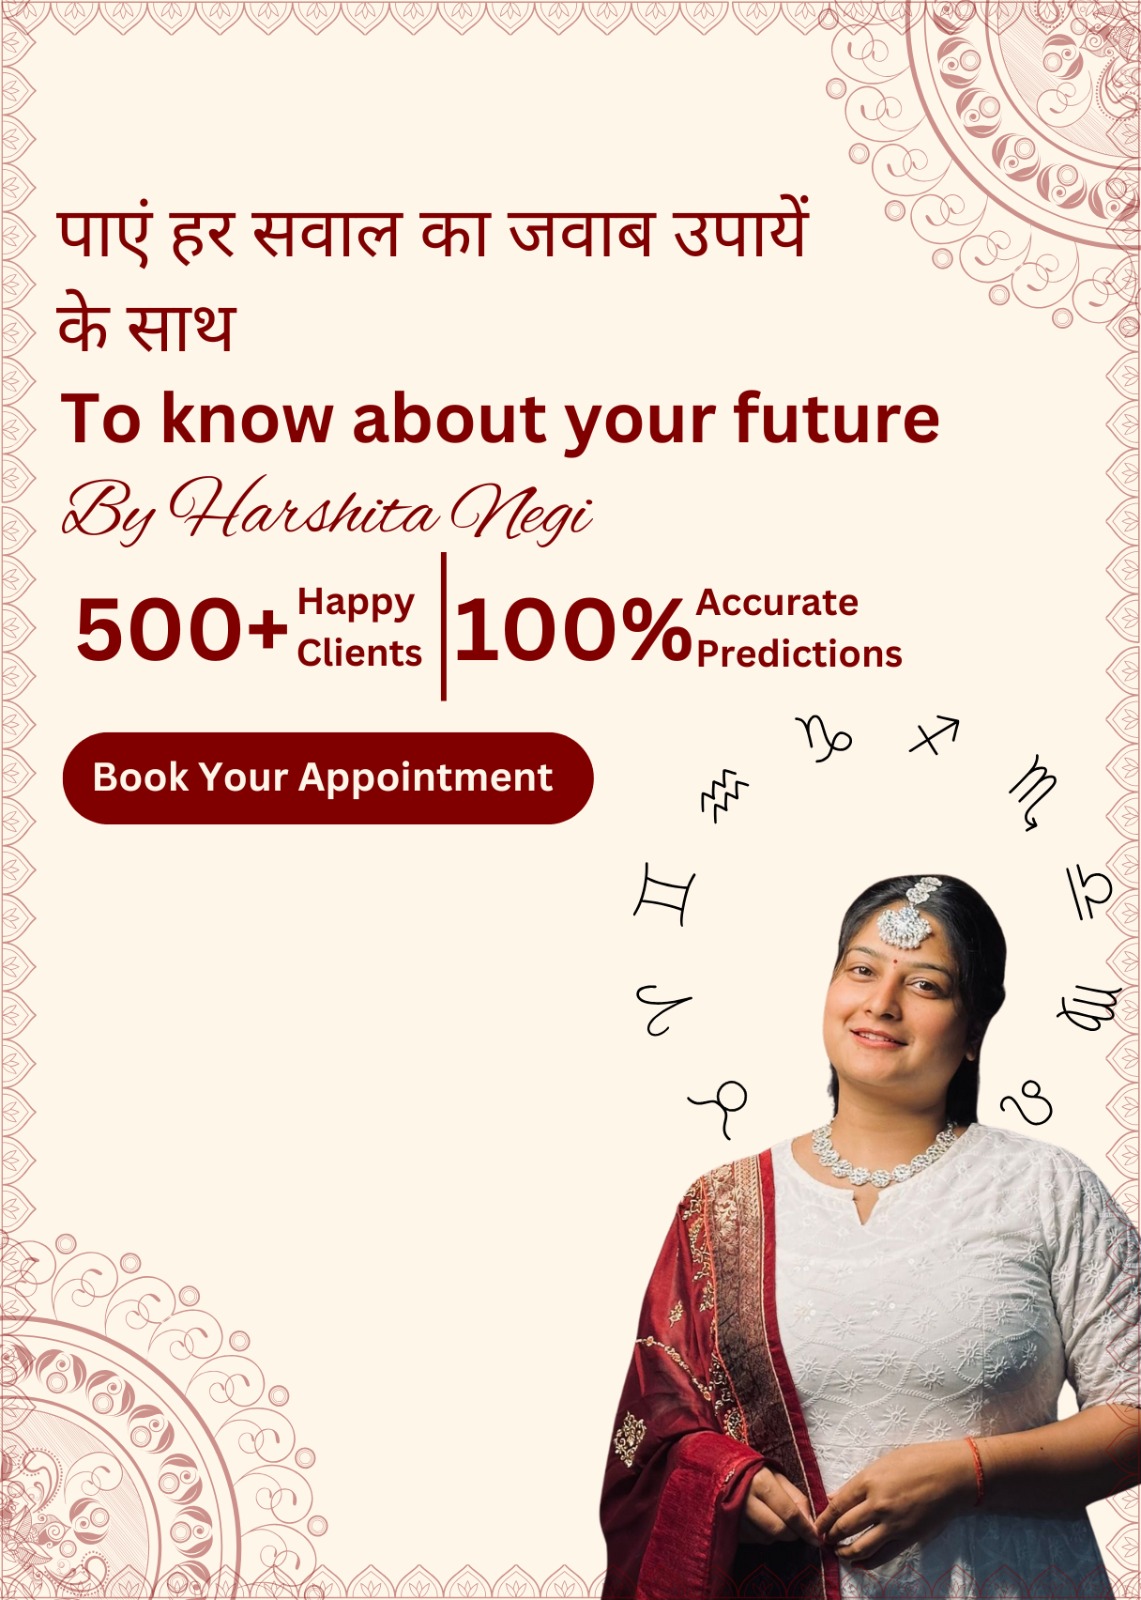 पाएं हर सवाल का जवाब उपायें
के साथ
To know about your future
By Harshita Negi
500+ Happy Clients
100% Accurate Predictions
Book Your Appointment